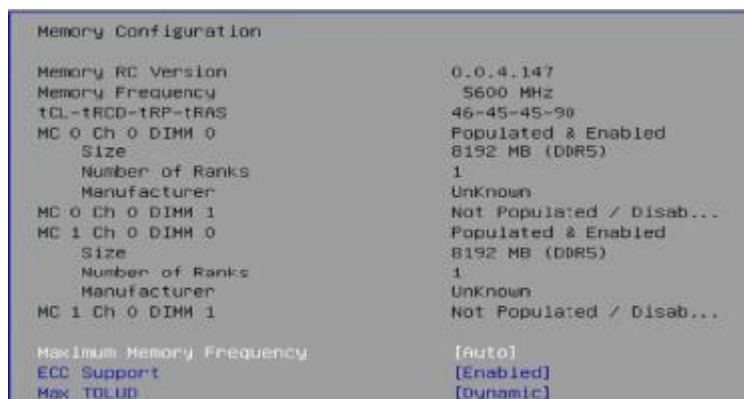 Memory Configuration
Memory RC Version 0.0.4.147
Memory Frequency 5600 MHz
tCL-tRCD-tRP-tRAS 46-45-45-90
MC 0 Ch 0 DIMM 0 Populated & Enabled
Size 8192 MB (DDR5)
Number of Ranks 1
Manufacturer UnKnown
MC 0 Ch 0 DIMM 1 Not Populated / Disab...
MC 1 Ch 0 DIMM 0 Populated & Enabled
Size 8192 MB (DDR5)
Number of Ranks 1
Manufacturer UnKnown
MC 1 Ch 0 DIMM 1 Not Populated / Disab...
Maximum Memory Frequency [Auto]
ECC Support [Enabled]
Max TOLUD [Dynamic]